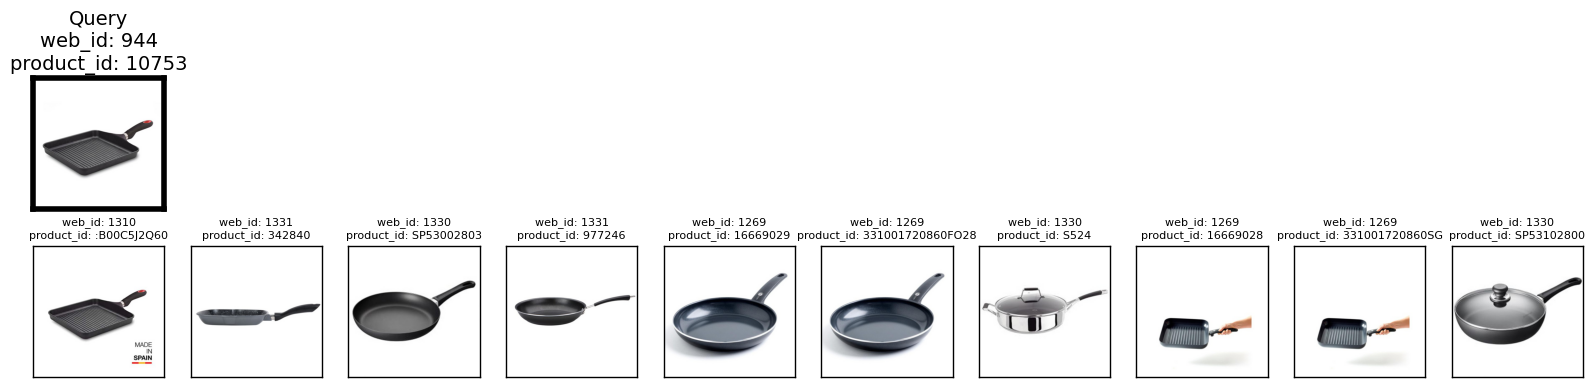 Query
web_id: 944
product_id: 10753
web_id: 1310
product_id: :B00C5J2Q60
web_id: 1331
product_id: 342840
web_id: 1330
product_id: SP53002803
web_id: 1331
product_id: 977246
web_id: 1269
product_id: 16669029
web_id: 1269
product_id: 331001720860FO28
web_id: 1330
product_id: S524
web_id: 1269
product_id: 16669028
web_id: 1269
product_id: 331001720860SG
web_id: 1330
product_id: SP53102800
MADE
IN
SPAIN